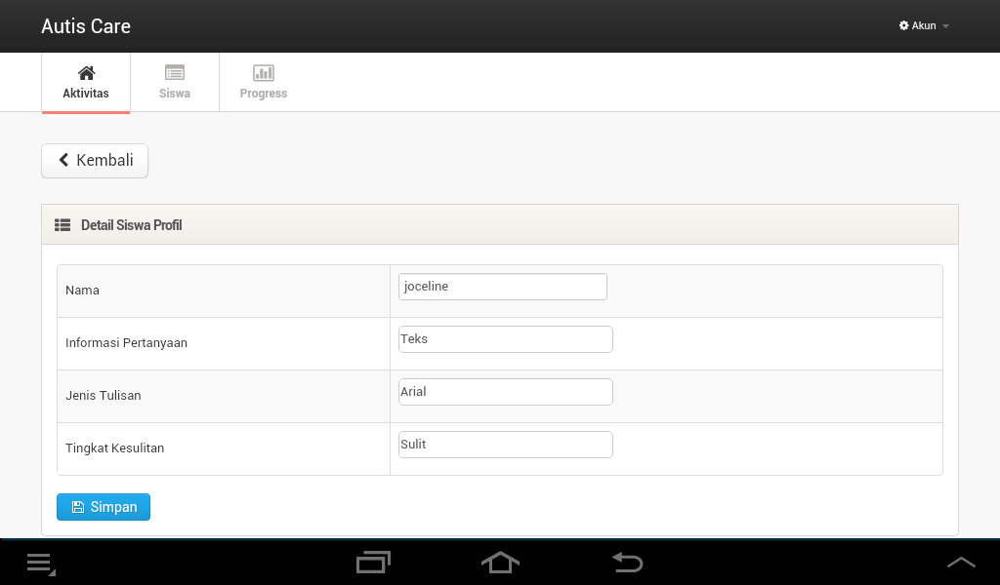 Autis Care
Akun
Aktivitas
Siswa
Progress
Kembali
Detail Siswa Profil
Nama
joceline
Informasi Pertanyaan
Teks
Jenis Tulisan
Arial
Tingkat Kesulitan
Sulit
Simpan